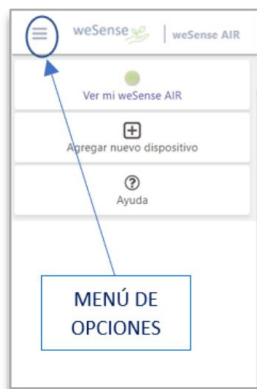 weSense | weSense AIR
Ver mi weSense AIR
Agregar nuevo dispositivo
Ayuda
MENÚ DE
OPCIONES